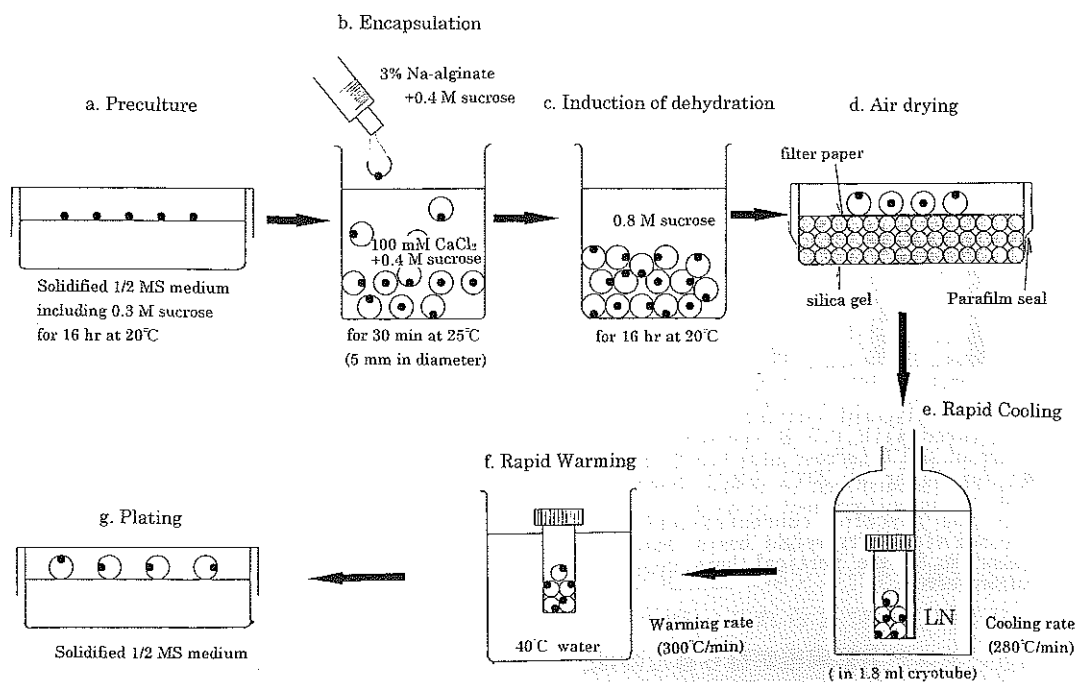 a. Preculture
Solidified 1/2 MS medium
including 0.3 M sucrose
for 16 hr at 20℃
b. Encapsulation
3% Na-alginate
+0.4 M sucrose
100 mM CaCl₂
+0.4 M sucrose
for 30 min at 25℃
(5 mm in diameter)
c. Induction of dehydration
0.8 M sucrose
for 16 hr at 20℃
d. Air drying
filter paper
silica gel
Parafilm seal
e. Rapid Cooling
LN
Cooling rate
(280℃/min)
( in 1.8 ml cryotube)
f. Rapid Warming
40℃ water
Warming rate
(300℃/min)
g. Plating
Solidified 1/2 MS medium